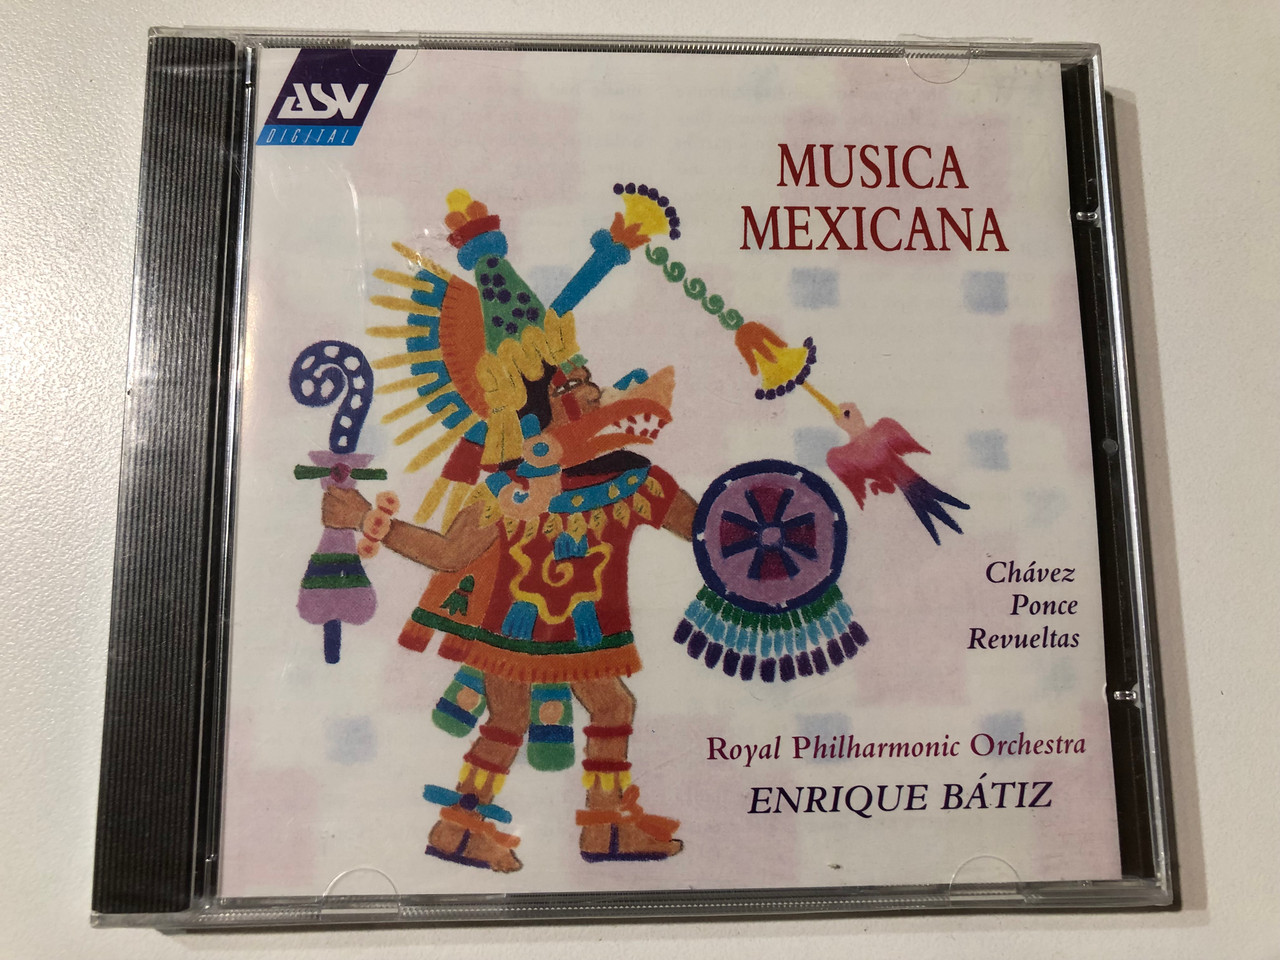 ASV
DIGITAL
MUSICA
MEXICANA
Chávez
Ponce
Revueltas
Royal Philharmonic Orchestra
ENRIQUE BÁTIZ